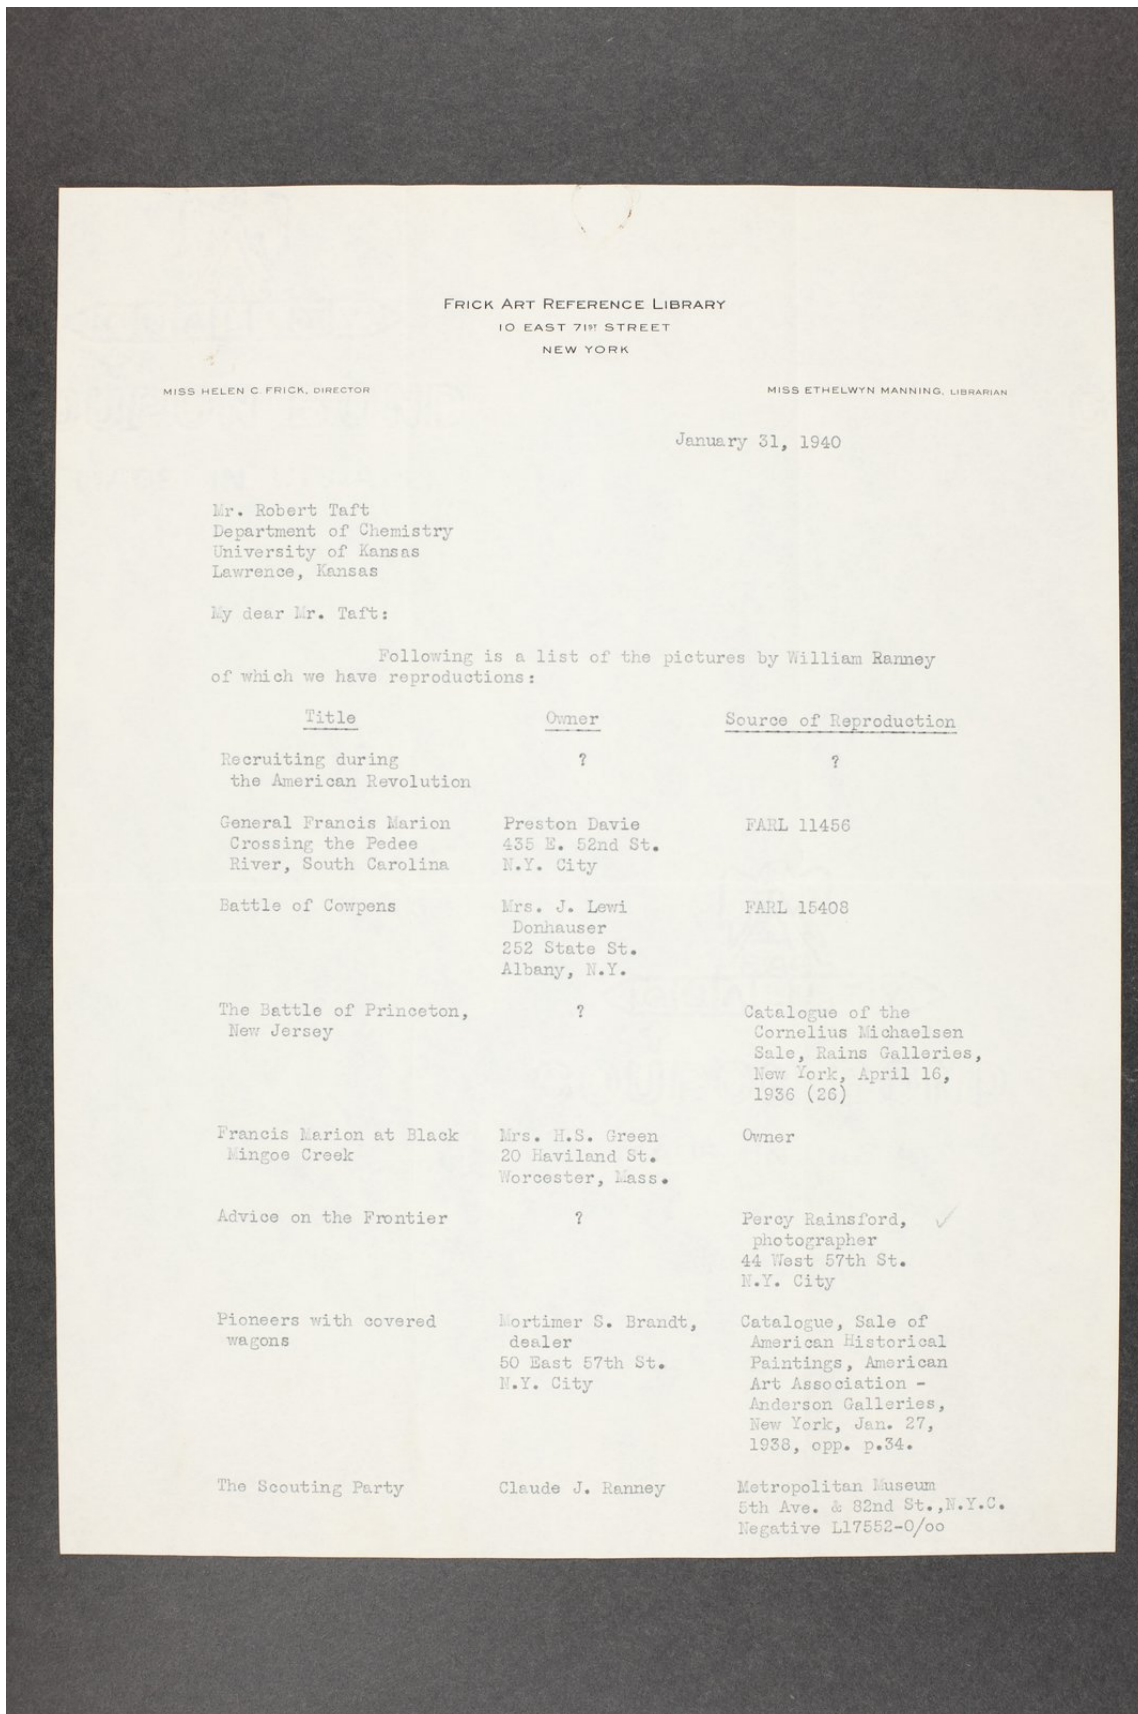 FRICK ART REFERENCE LIBRARY
10 EAST 71ST STREET
NEW YORK
MISS HELEN C. FRICK, DIRECTOR
MISS ETHELWYN MANNING, LIBRARIAN
January 31, 1940
Mr. Robert Taft
Department of Chemistry
University of Kansas
Lawrence, Kansas
My dear Mr. Taft:
Following is a list of the pictures by William Ranney
of which we have reproductions:
Title Owner Source of Reproduction
Recruiting during ? ?
the American Revolution
General Francis Marion Preston Davie FARL 11456
Crossing the Pedee 435 E. 52nd St.
River, South Carolina N.Y. City
Battle of Cowpens Mrs. J. Lewi FARL 15408
Donhauser
252 State St.
Albany, N.Y.
The Battle of Princeton, ? Catalogue of the
New Jersey Cornelius Michaelsen
Sale, Rains Galleries,
New York, April 16,
1936 (26)
Francis Marion at Black Mrs. H.S. Green Owner
Mingoe Creek 20 Haviland St.
Worcester, Mass.
Advice on the Frontier ? Percy Rainsford, ✓
photographer
44 West 57th St.
N.Y. City
Pioneers with covered Mortimer S. Brandt, Catalogue, Sale of
wagons dealer American Historical
50 East 57th St. Paintings, American
N.Y. City Art Association -
Anderson Galleries,
New York, Jan. 27,
1938, opp. p.34.
The Scouting Party Claude J. Ranney Metropolitan Museum
5th Ave. & 82nd St.,N.Y.C.
Negative L17552-0/oo